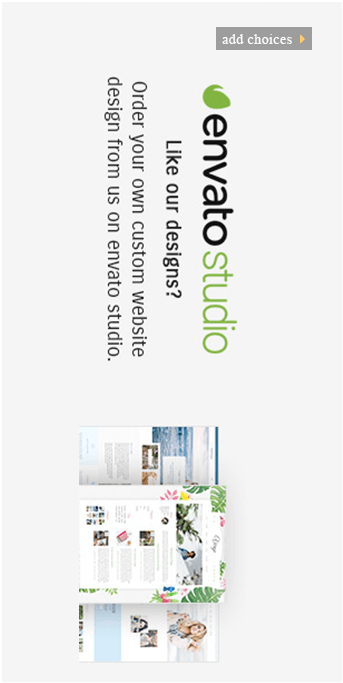 add choices
envato studio
Like our designs?
Order your own custom website
design from us on envato studio.